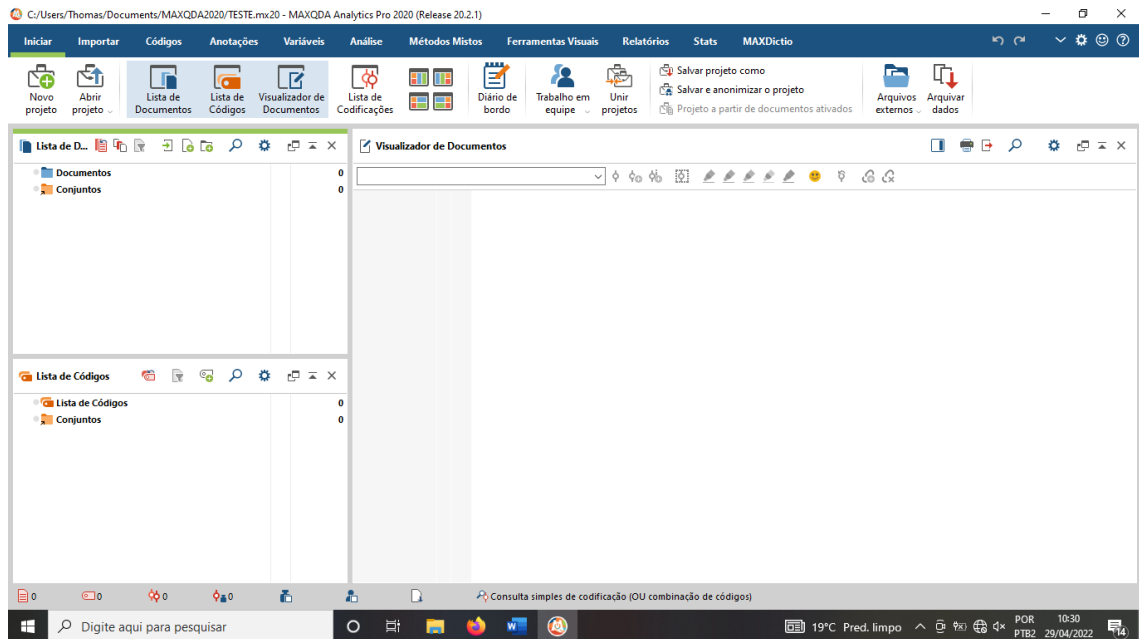 C:/Users/Thomas/Documents/MAXQDA2020/TESTE.mx20 - MAXQDA Analytics Pro 2020 (Release 20.2.1)
Iniciar Importar Códigos Anotações Variáveis Análise Métodos Mistos Ferramentas Visuais Relatórios Stats MAXDictio
Novo projeto
Abrir projeto
Lista de Documentos
Lista de Códigos
Visualizador de Documentos
Lista de Codificações
Diário de bordo
Trabalho em equipe
Unir projetos
Salvar projeto como
Salvar e anonimizar o projeto
Projeto a partir de documentos ativados
Arquivos externos
Arquivar dados
Lista de D...
Documentos 0
Conjuntos 0
Visualizador de Documentos
Lista de Códigos
Lista de Códigos 0
Conjuntos 0
0 0 0 0 Consulta simples de codificação (OU combinação de códigos)
Digite aqui para pesquisar
19°C Pred. limpo
POR
PTB2
10:30
29/04/2022
14